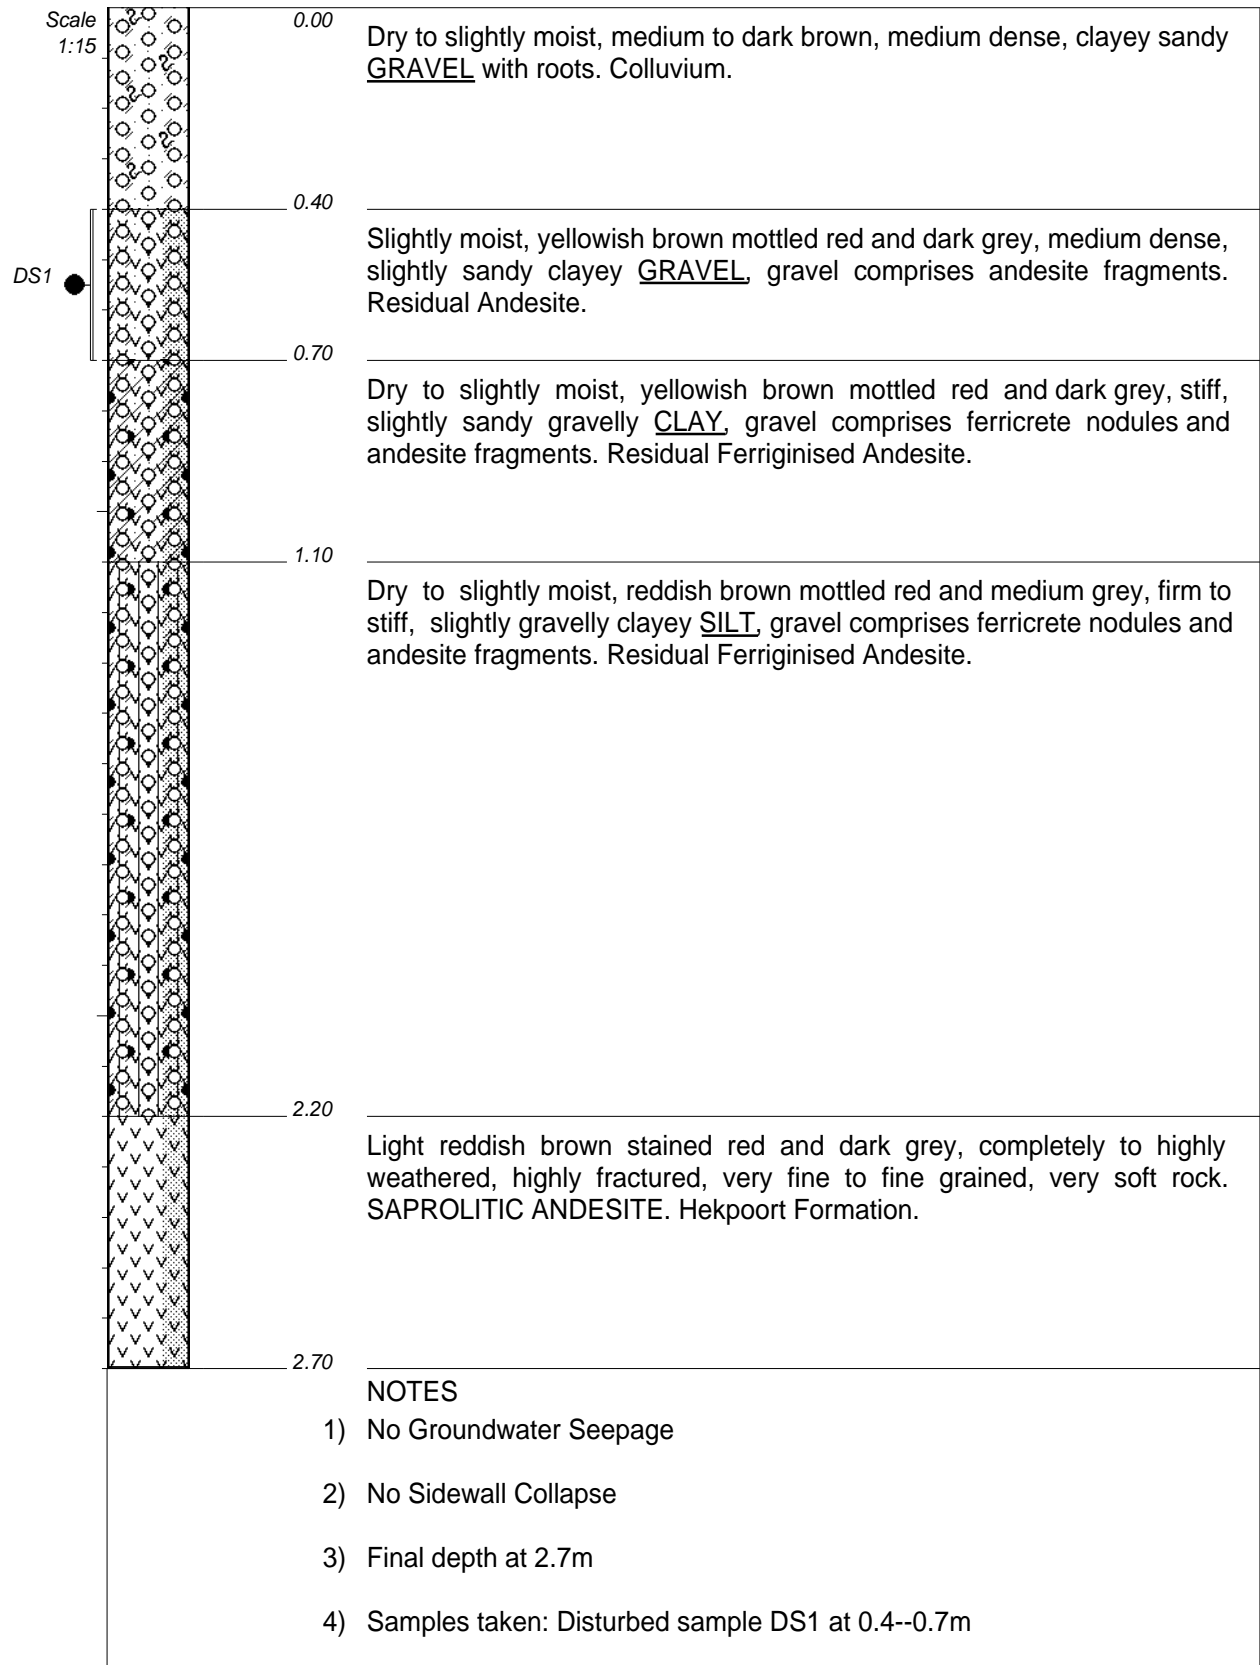 Scale
1:15
0.00
Dry to slightly moist, medium to dark brown, medium dense, clayey sandy
GRAVEL with roots. Colluvium.
0.40
Slightly moist, yellowish brown mottled red and dark grey, medium dense,
slightly sandy clayey GRAVEL, gravel comprises andesite fragments.
Residual Andesite.
DS1
0.70
Dry to slightly moist, yellowish brown mottled red and dark grey, stiff,
slightly sandy gravelly CLAY, gravel comprises ferricrete nodules and
andesite fragments. Residual Ferriginised Andesite.
1.10
Dry to slightly moist, reddish brown mottled red and medium grey, firm to
stiff, slightly gravelly clayey SILT, gravel comprises ferricrete nodules and
andesite fragments. Residual Ferriginised Andesite.
2.20
Light reddish brown stained red and dark grey, completely to highly
weathered, highly fractured, very fine to fine grained, very soft rock.
SAPROLITIC ANDESITE. Hekpoort Formation.
2.70
NOTES
1) No Groundwater Seepage
2) No Sidewall Collapse
3) Final depth at 2.7m
4) Samples taken: Disturbed sample DS1 at 0.4--0.7m